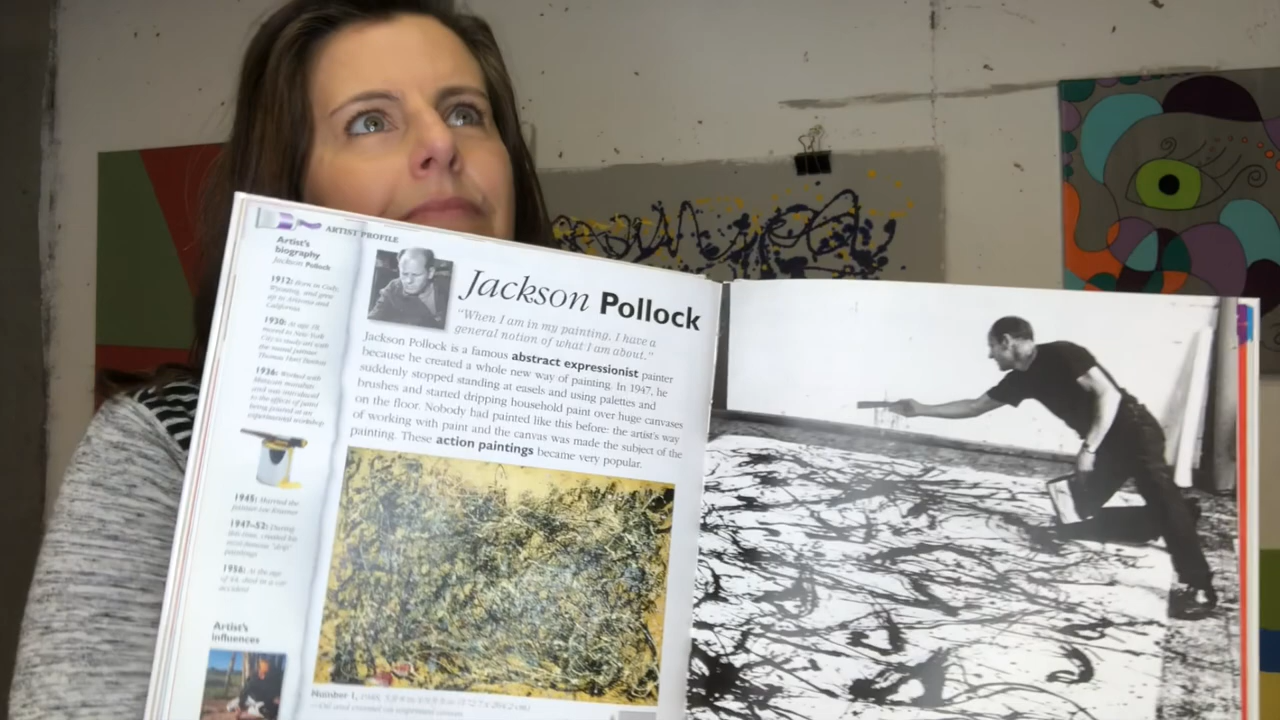 ARTIST PROFILE
Artist's
biography
Jackson Pollock
1912: Born in Cody,
Wyoming, and grew
up in Arizona and
California
1930: At age 18,
moved to New York
City to study art with
the mural painter
Thomas Hart Benton
1936: Worked with
Mexican muralists
and was introduced
to the effects of paint
being poured at an
experimental workshop
1945: Married the
painter Lee Krasner
1947–52: During
this time, created his
most famous "drip"
paintings
1956: At the age
of 44, died in a car
accident
Artist's
influences
Jackson Pollock
"When I am in my painting, I have a
general notion of what I am about."
Jackson Pollock is a famous abstract expressionist painter
because he created a whole new way of painting. In 1947, he
suddenly stopped standing at easels and using palettes and
brushes and started dripping household paint over huge canvases
on the floor. Nobody had painted like this before- the artist's way
of working with paint and the canvas was made the subject of the
painting. These action paintings became very popular.
Number 1,